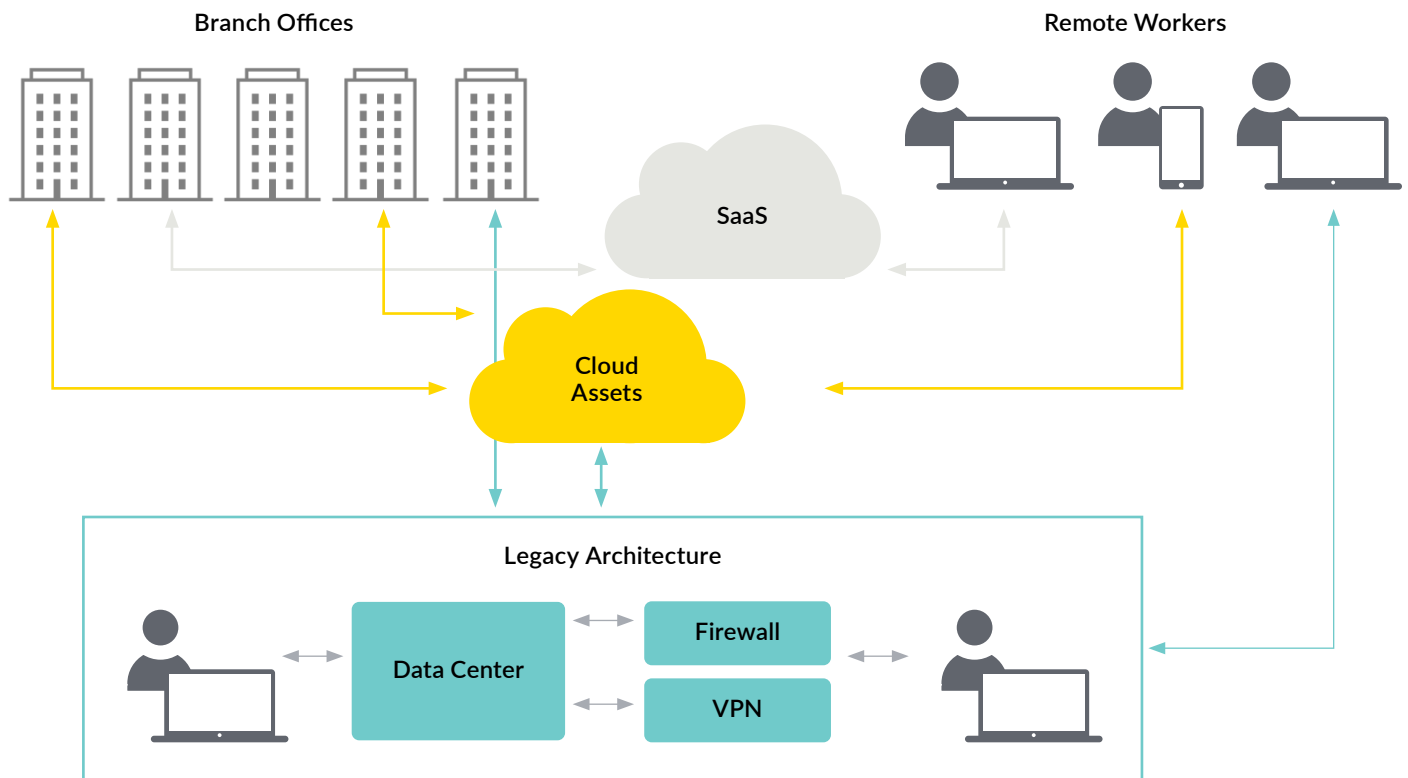 Branch Offices
Remote Workers
SaaS
Cloud
Assets
Legacy Architecture
Data Center
Firewall
VPN